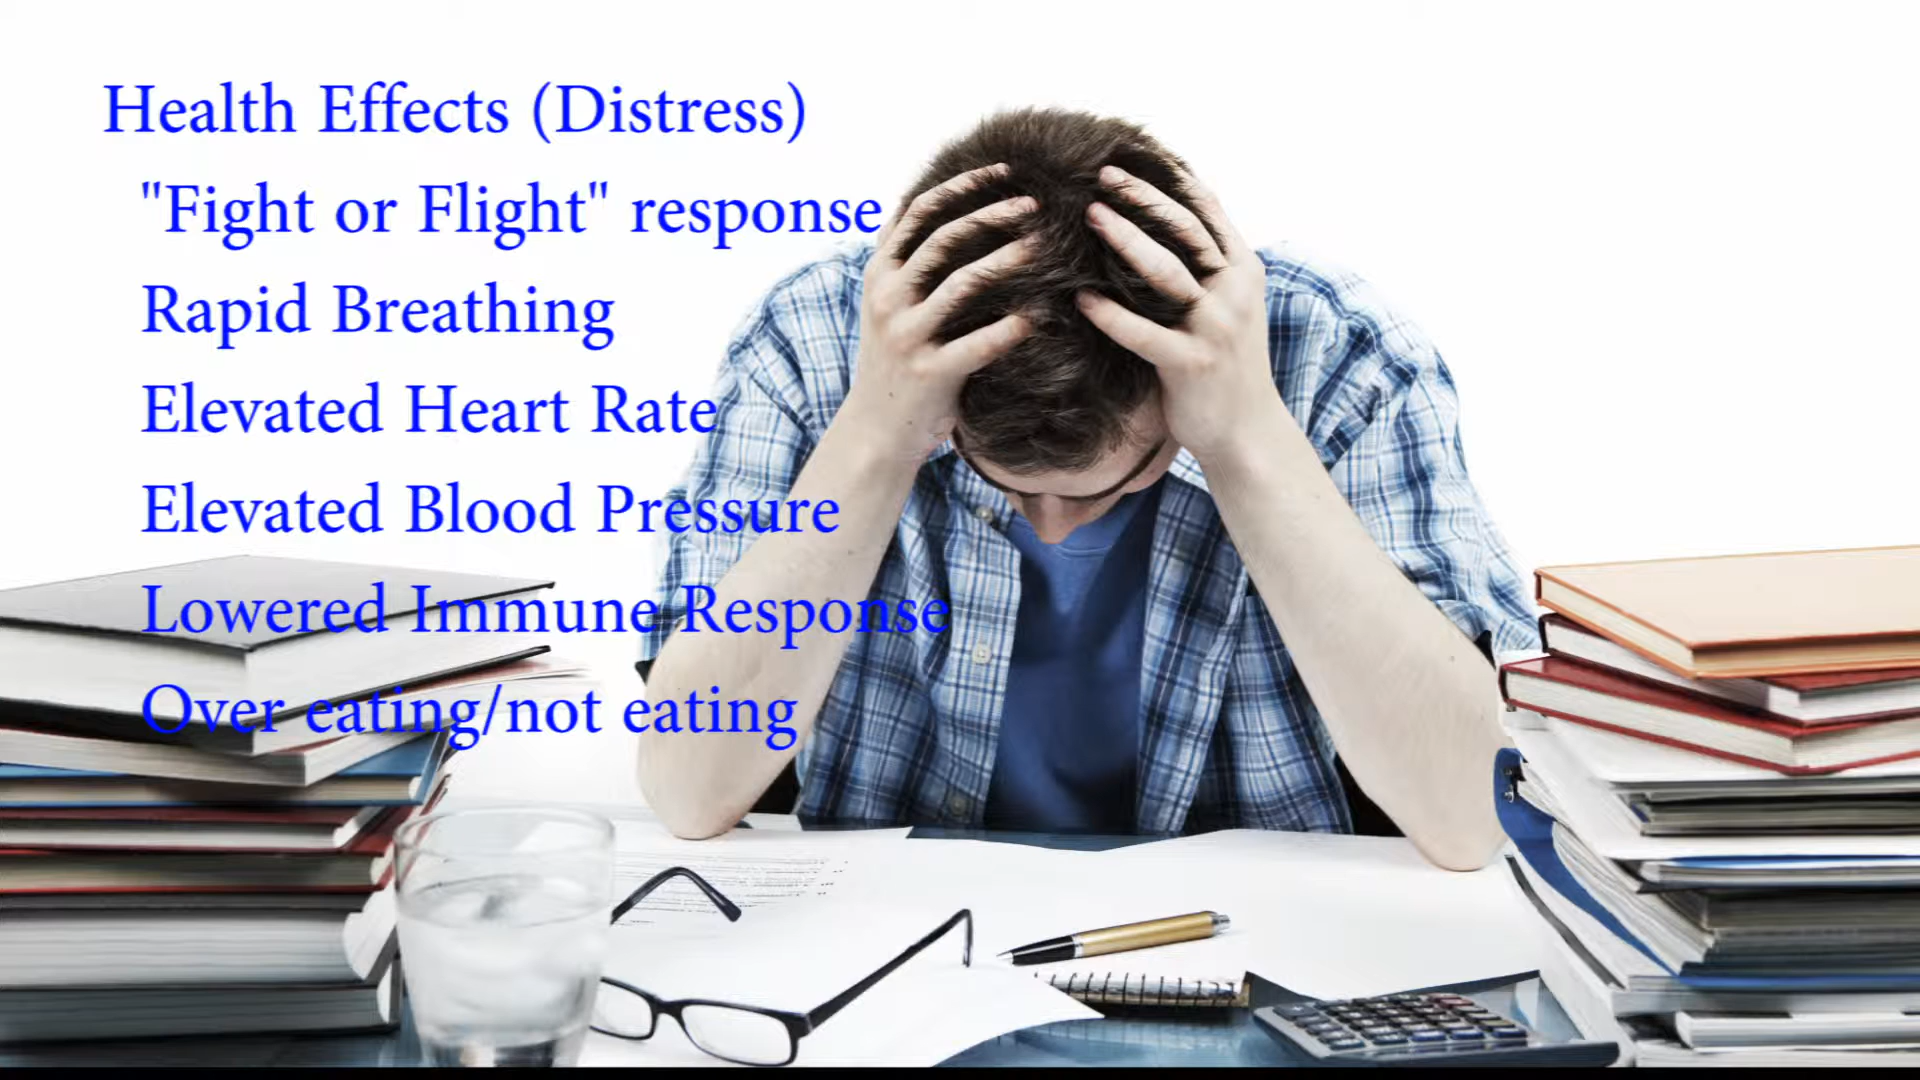 Health Effects (Distress)
"Fight or Flight" response
Rapid Breathing
Elevated Heart Rate
Elevated Blood Pressure
Lowered Immune Response
Over eating/not eating